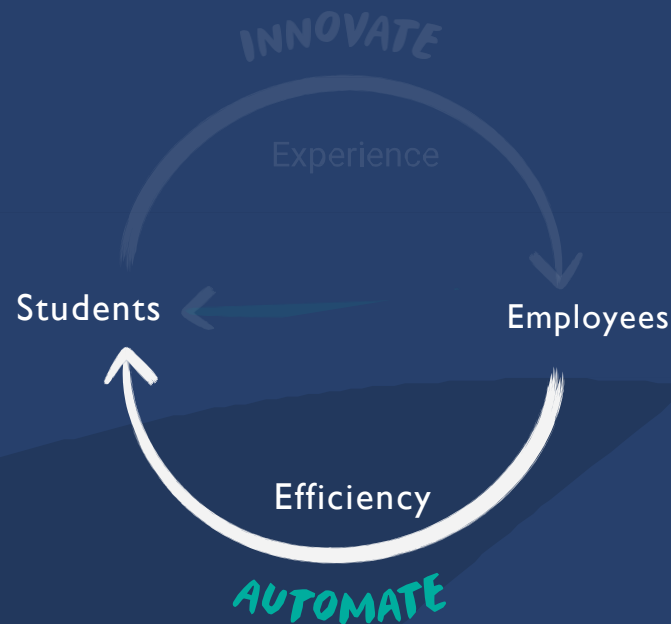 INNOVATE
Experience
Students
Employees
Efficiency
AUTOMATE